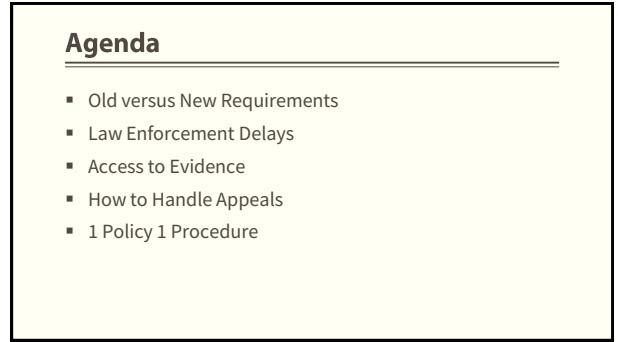 Agenda
▪ Old versus New Requirements
▪ Law Enforcement Delays
▪ Access to Evidence
▪ How to Handle Appeals
▪ 1 Policy 1 Procedure